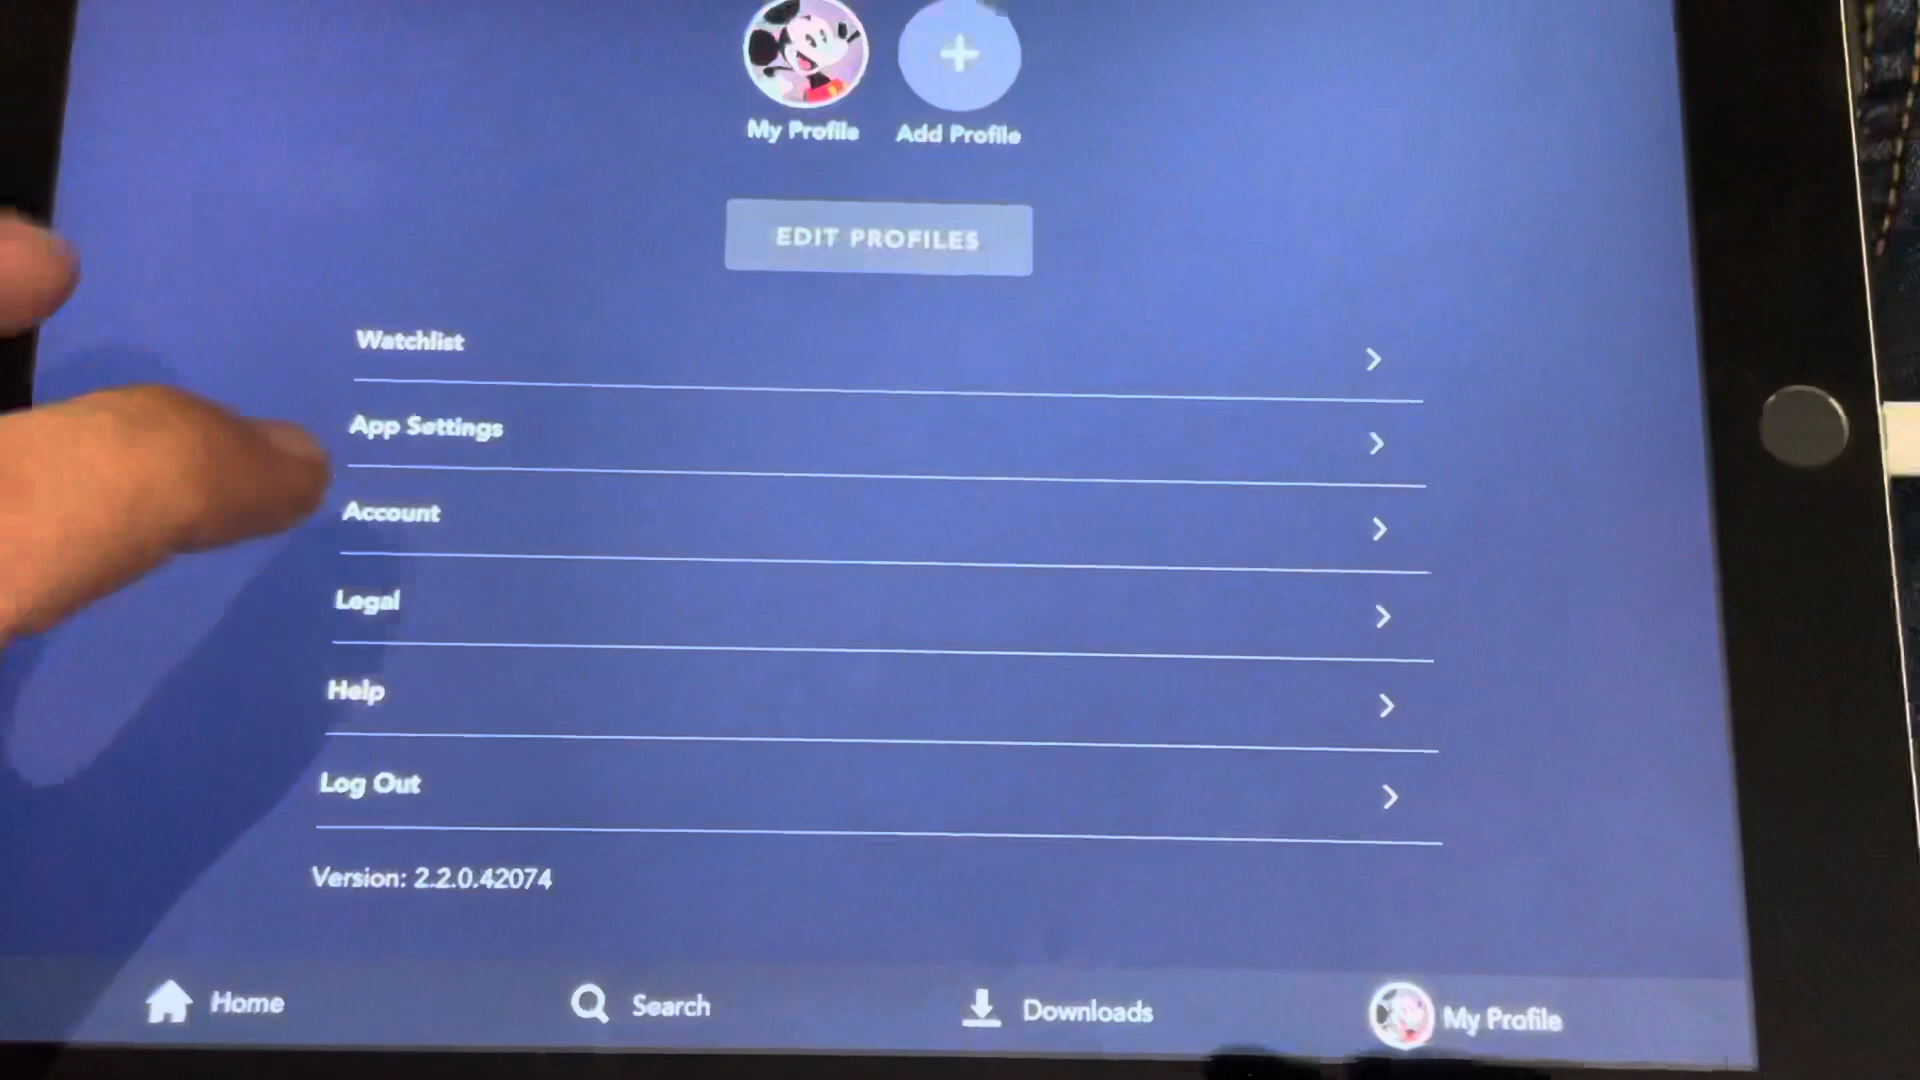 My Profile
Add Profile
EDIT PROFILES
Watchlist
App Settings
Account
Legal
Help
Log Out
Version: 2.2.0.42074
Home
Search
Downloads
My Profile